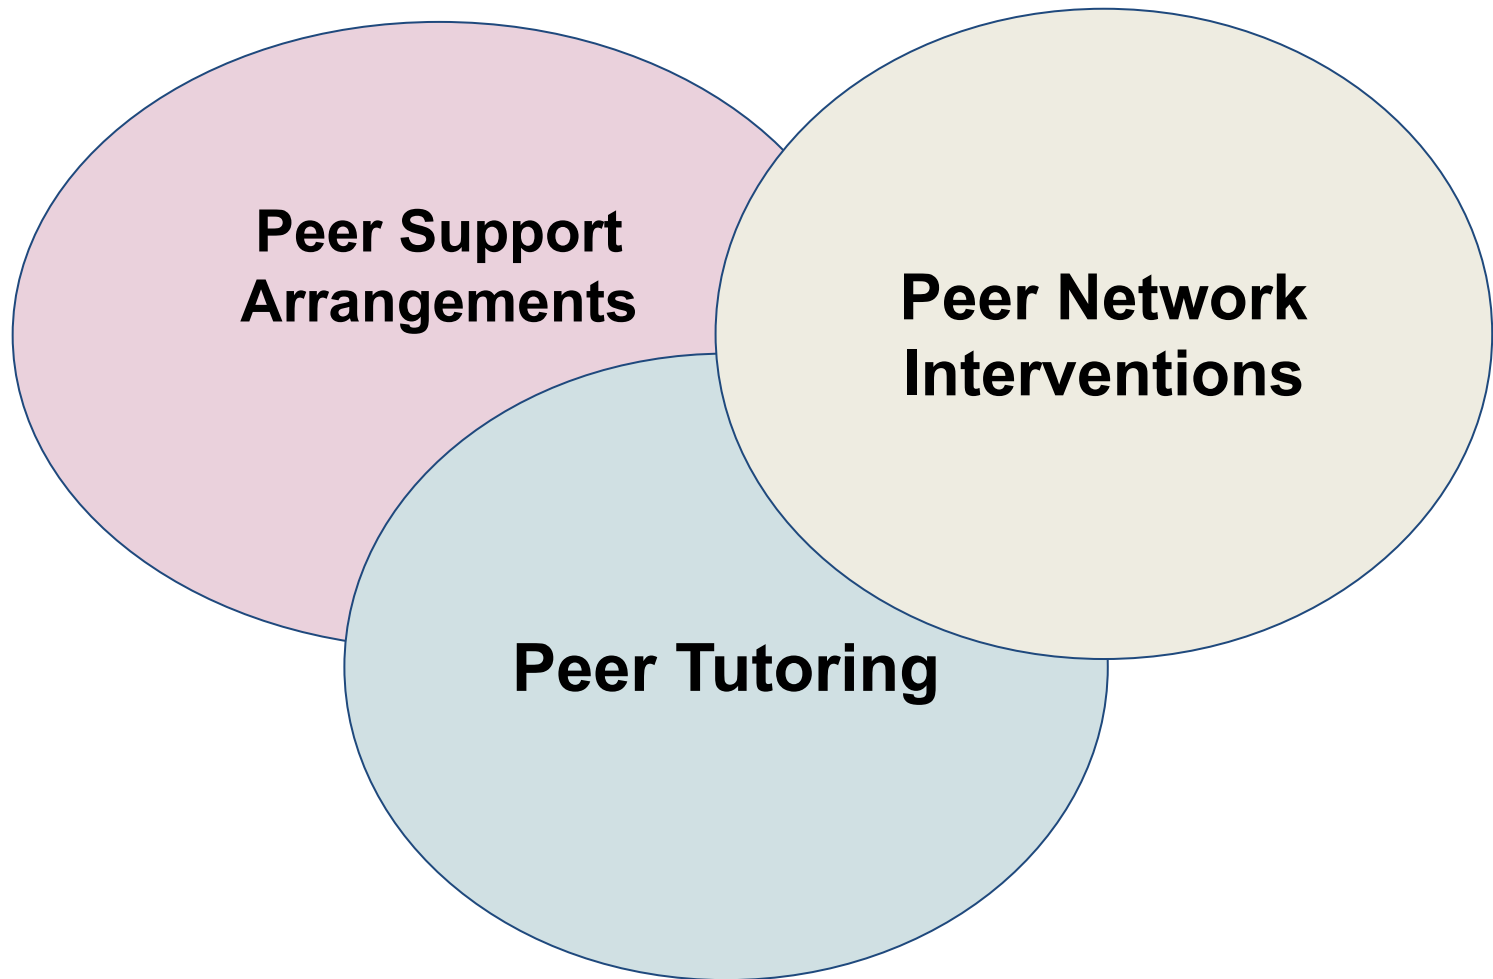 Peer Support
Arrangements
Peer Network
Interventions
Peer Tutoring